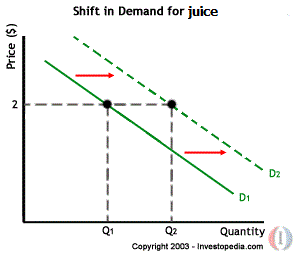 Shift in Demand for juice
Price ($)
2
D2
D1
Q1
Q2
Quantity
Copyright 2003 - Investopedia.com